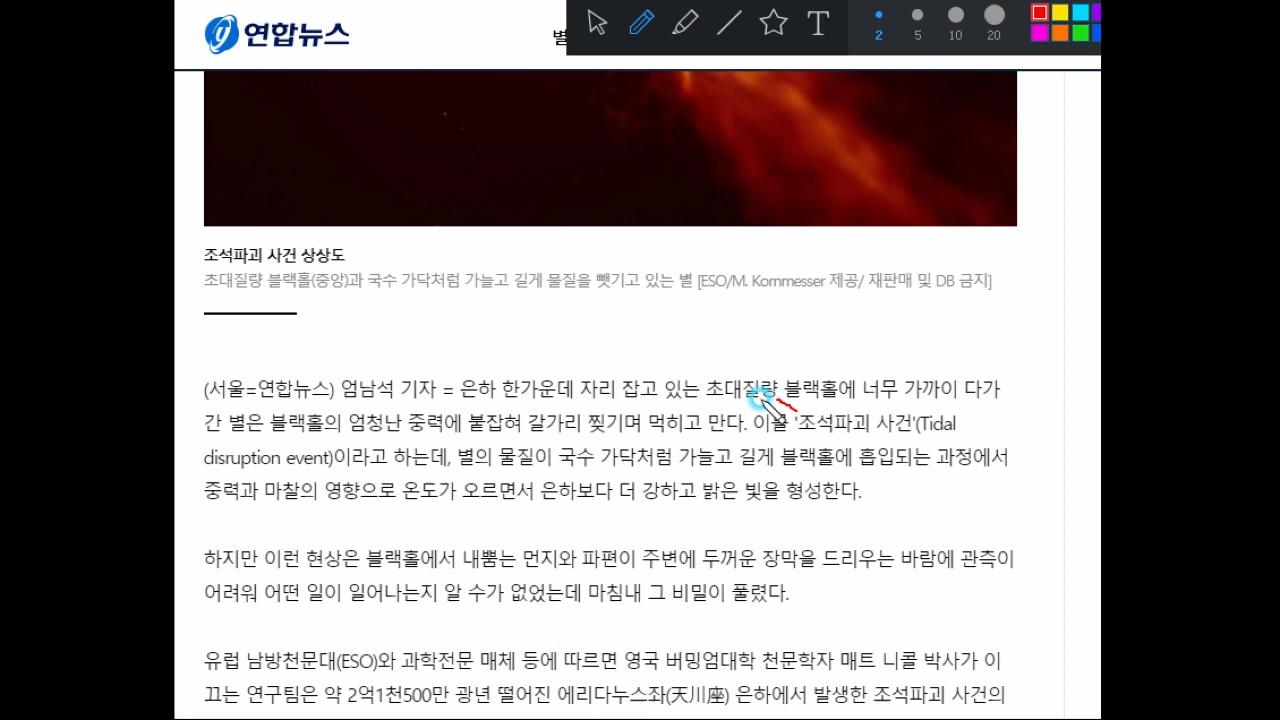 연합뉴스
별
T
2 5 10 20
조석파괴 사건 상상도
초대질량 블랙홀(중앙)과 국수 가닥처럼 가늘고 길게 물질을 뺏기고 있는 별 [ESO/M. Kornmesser 제공/ 재판매 및 DB 금지]
(서울=연합뉴스) 엄남석 기자 = 은하 한가운데 자리 잡고 있는 초대질량 블랙홀에 너무 가까이 다가
간 별은 블랙홀의 엄청난 중력에 붙잡혀 갈가리 찢기며 먹히고 만다. 이를 '조석파괴 사건'(Tidal
disruption event)이라고 하는데, 별의 물질이 국수 가닥처럼 가늘고 길게 블랙홀에 흡입되는 과정에서
중력과 마찰의 영향으로 온도가 오르면서 은하보다 더 강하고 밝은 빛을 형성한다.
하지만 이런 현상은 블랙홀에서 내뿜는 먼지와 파편이 주변에 두꺼운 장막을 드리우는 바람에 관측이
어려워 어떤 일이 일어나는지 알 수가 없었는데 마침내 그 비밀이 풀렸다.
유럽 남방천문대(ESO)와 과학전문 매체 등에 따르면 영국 버밍엄대학 천문학자 매트 니콜 박사가 이
끄는 연구팀은 약 2억1천500만 광년 떨어진 에리다누스좌(天川座) 은하에서 발생한 조석파괴 사건의